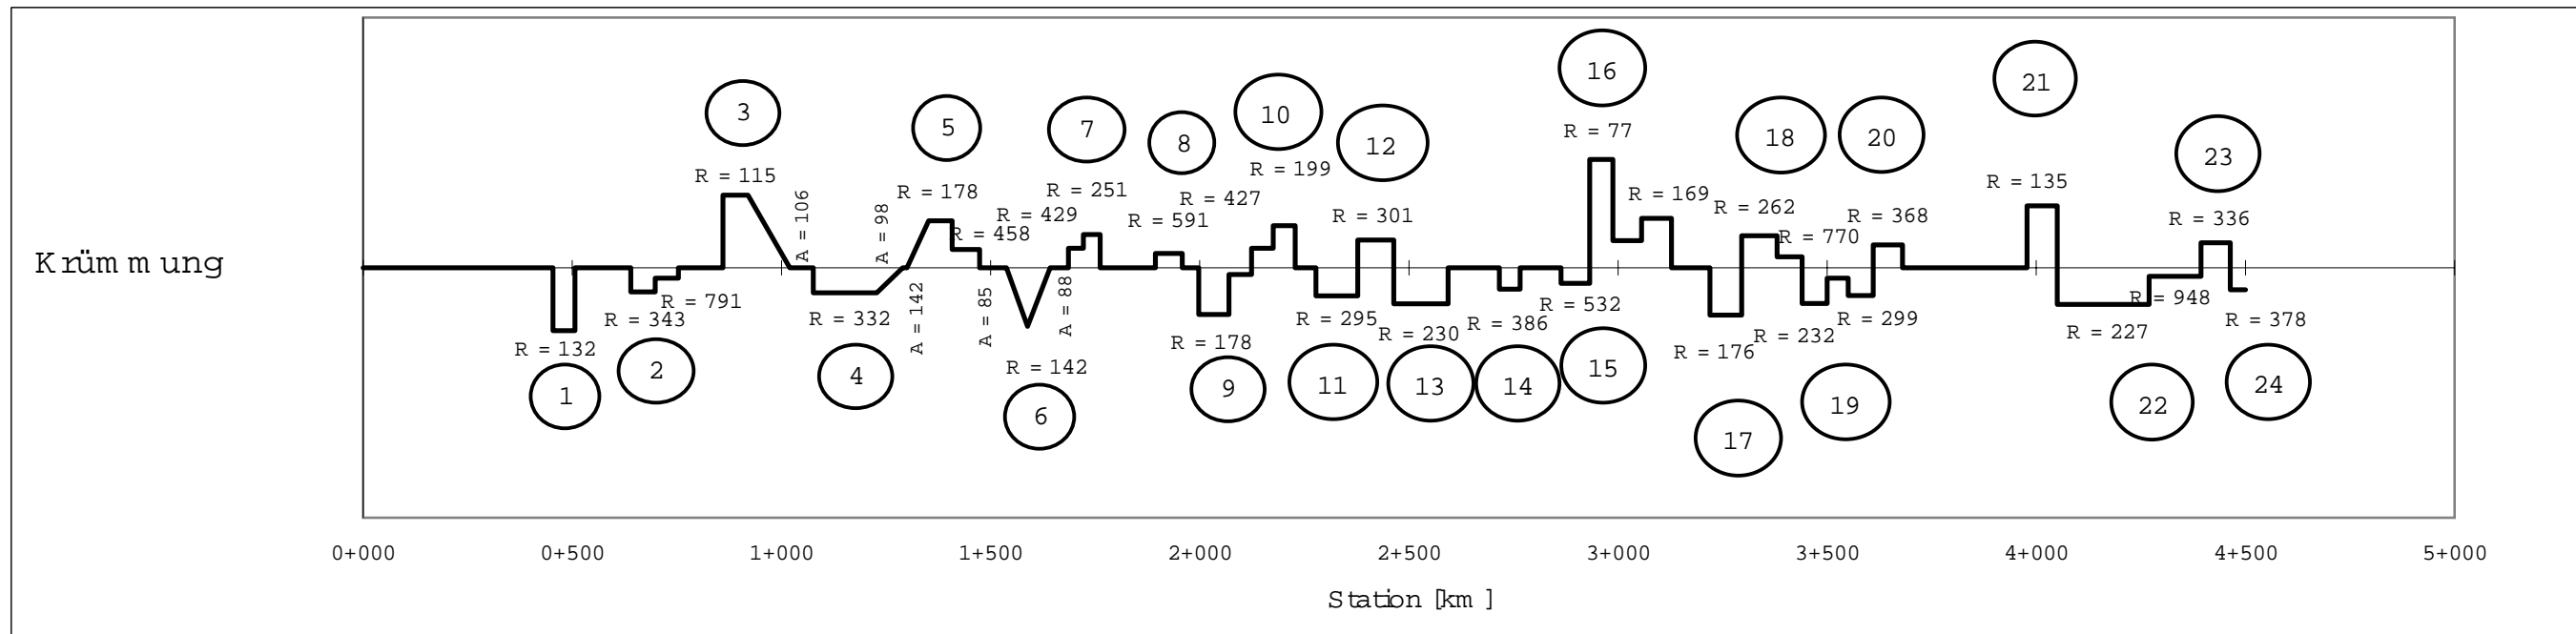 16
21
3
10
5
7
18
20
R = 77
8
12
23
R = 199
R = 115
R = 135
R = 178
R = 251
R = 169
R = 427
A = 106
R = 262
R = 429
R = 301
R = 368
R = 336
R = 591
A = 98
R = 458
R = 770
Krümmung
R = 791
R = 948
R = 532
R = 343
R = 332
A = 142
A = 85
A = 88
R = 295
R = 386
R = 299
R = 378
R = 230
R = 232
R = 227
R = 132
R = 178
R = 176
R = 142
2
15
4
11
13
14
24
9
1
19
22
6
17
0+000 0+500 1+000 1+500 2+000 2+500 3+000 3+500 4+000 4+500 5+000
Station [km]